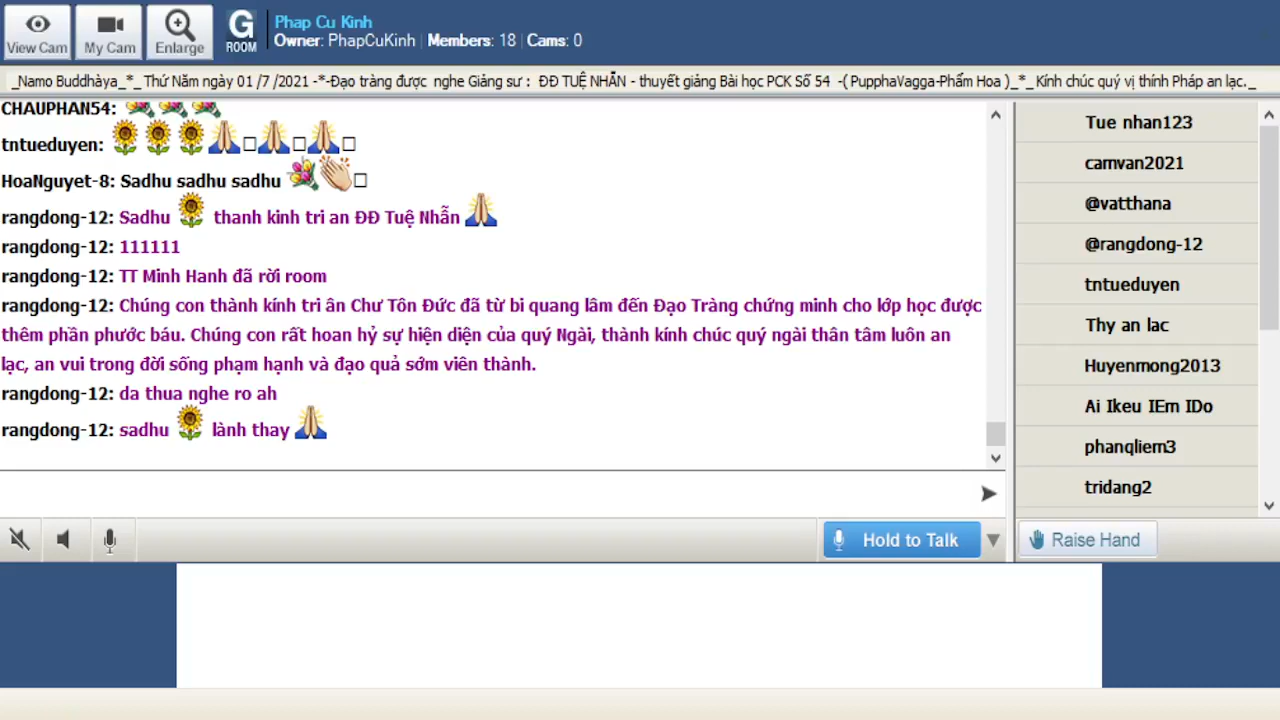 View Cam
My Cam
Enlarge
G
ROOM
Phap Cu Kinh
Owner: PhapCuKinh | Members: 18 | Cams: 0
_Namo Buddhàya_*_ Thứ Năm ngày 01 /7 /2021 -*-Đạo tràng được nghe Giảng sư : ĐĐ TUỆ NHẪN - thuyết giảng Bài học PCK Số 54 -( PupphaVagga-Phẩm Hoa )_*_ Kính chúc quý vị thính Pháp an lạc._
CHAUPHAN54:
tntueduyen:
HoaNguyet-8: Sadhu sadhu sadhu
rangdong-12: Sadhu thanh kinh tri an ĐĐ Tuệ Nhẫn
rangdong-12: 111111
rangdong-12: TT Minh Hanh đã rời room
rangdong-12: Chúng con thành kính tri ân Chư Tôn Đức đã từ bi quang lâm đến Đạo Tràng chứng minh cho lớp học được
thêm phần phước báu. Chúng con rất hoan hỷ sự hiện diện của quý Ngài, thành kính chúc quý ngài thân tâm luôn an
lạc, an vui trong đời sống phạm hạnh và đạo quả sớm viên thành.
rangdong-12: da thua nghe ro ah
rangdong-12: sadhu lành thay
Tue nhan123
camvan2021
@vatthana
@rangdong-12
tntueduyen
Thy an lac
Huyenmong2013
Ai Ikeu IEm IDo
phanqliem3
tridang2
Hold to Talk
Raise Hand